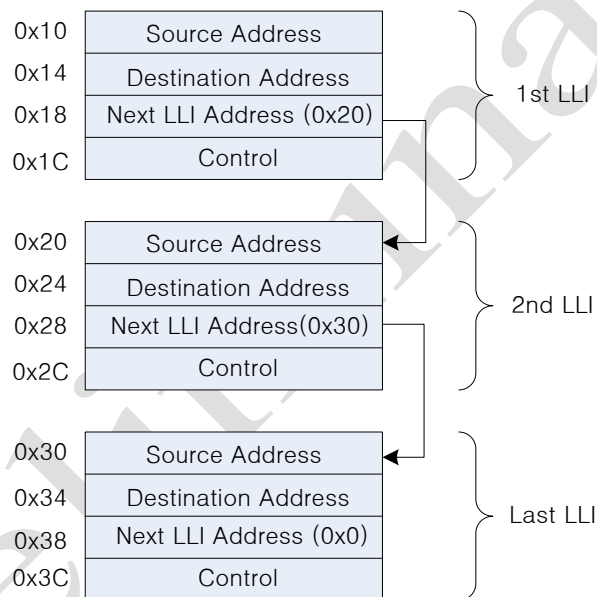 0x10 Source Address
0x14 Destination Address
0x18 Next LLI Address (0x20)
0x1C Control
1st LLI
0x20 Source Address
0x24 Destination Address
0x28 Next LLI Address(0x30)
0x2C Control
2nd LLI
0x30 Source Address
0x34 Destination Address
0x38 Next LLI Address (0x0)
0x3C Control
Last LLI